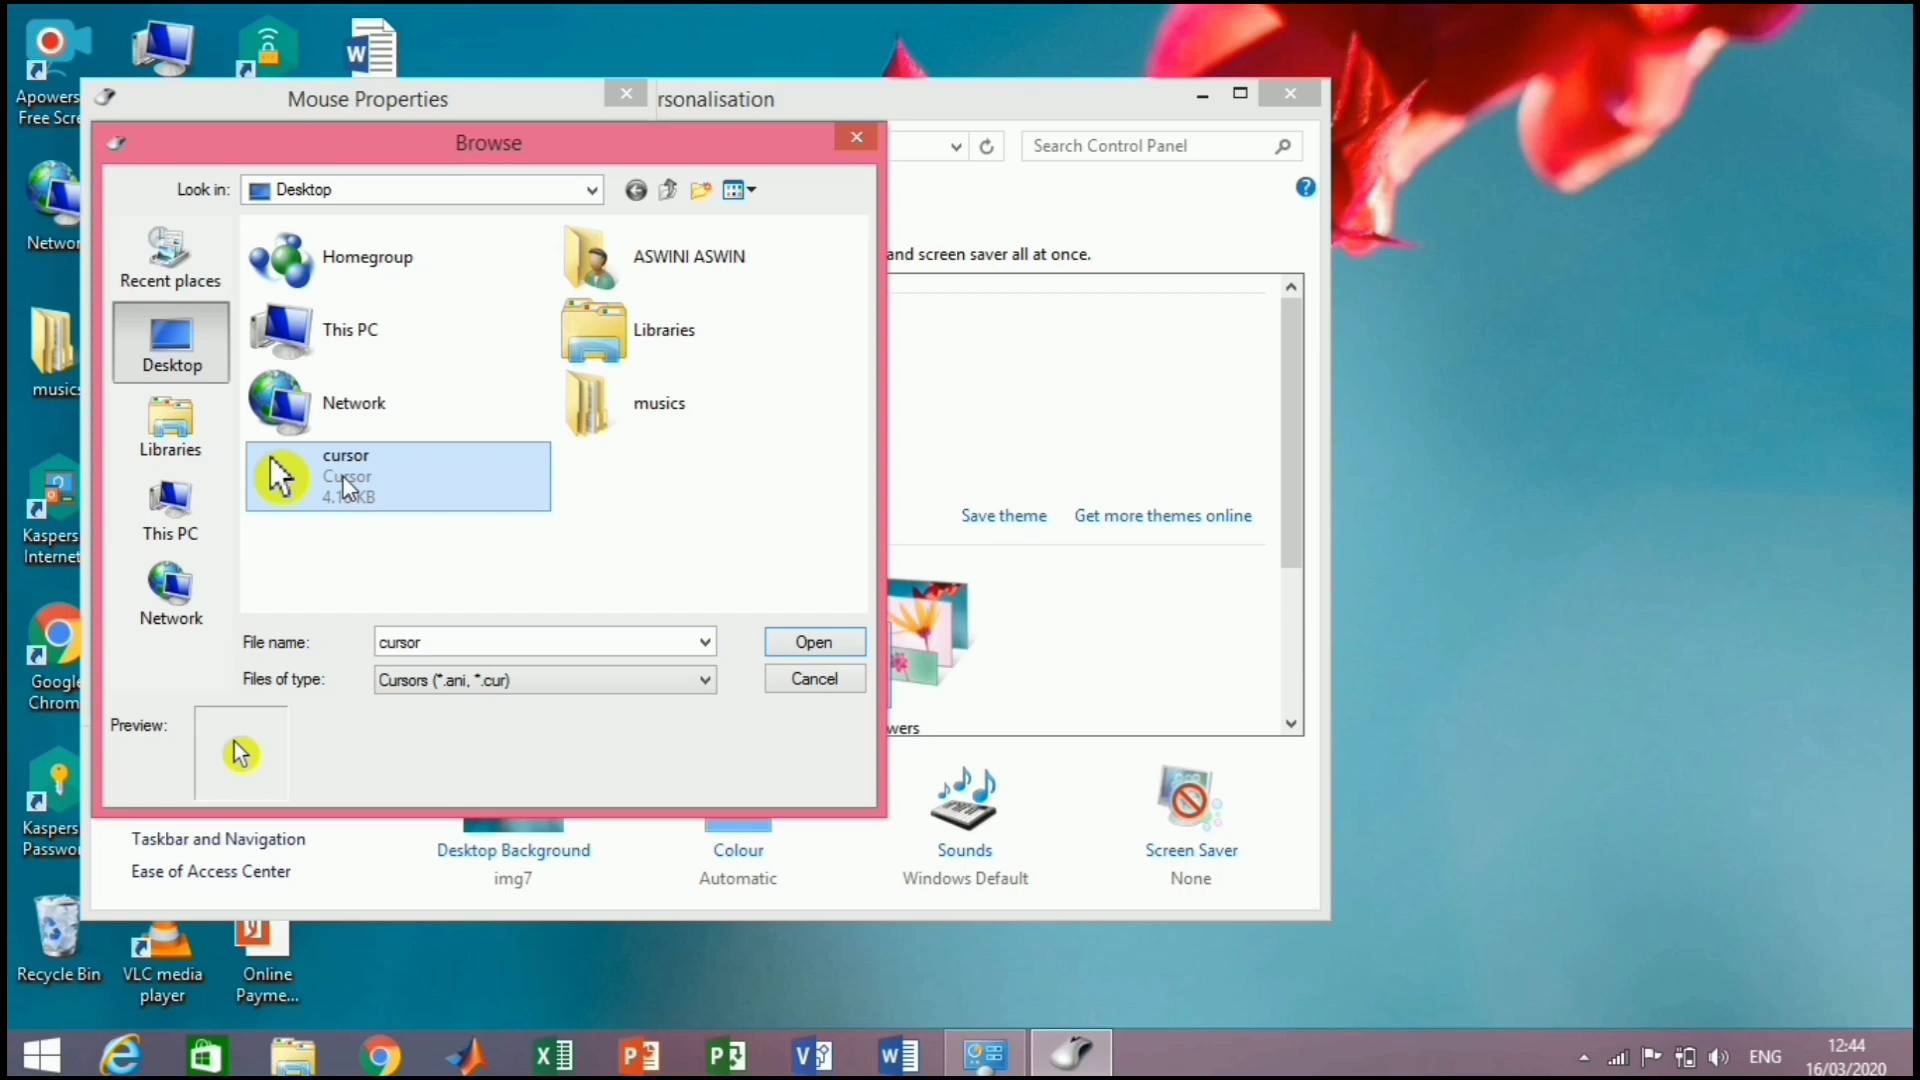 Apowers
Free Scre
Networ
musics
Kaspers
Internet
Google
Chrom
Kaspers
Passwo
Recycle Bin
VLC media
player
Online
Payme...
Mouse Properties
rsonalisation
Search Control Panel
and screen saver all at once.
Save theme
Get more themes online
wers
Taskbar and Navigation
Ease of Access Center
Desktop Background
img7
Colour
Automatic
Sounds
Windows Default
Screen Saver
None
Browse
Look in:
Desktop
Recent places
Desktop
Libraries
This PC
Network
Homegroup
ASWINI ASWIN
This PC
Libraries
Network
musics
cursor
Cursor
KB
File name:
cursor
Open
Files of type:
Cursors (*.ani, *.cur)
Cancel
Preview:
ENG
12:44
16/03/2020